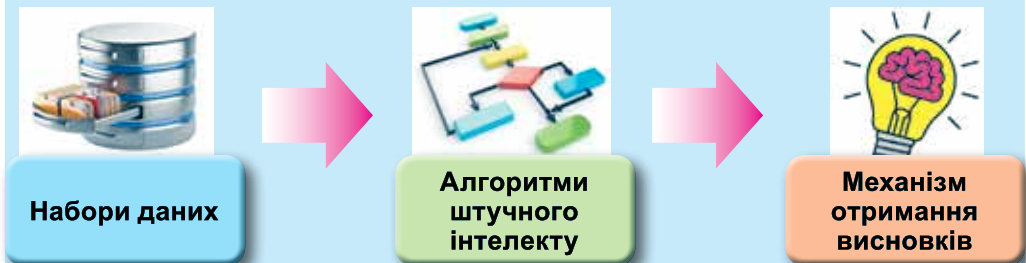 Набори даних
Алгоритми
штучного
інтелекту
Механізм
отримання
висновків